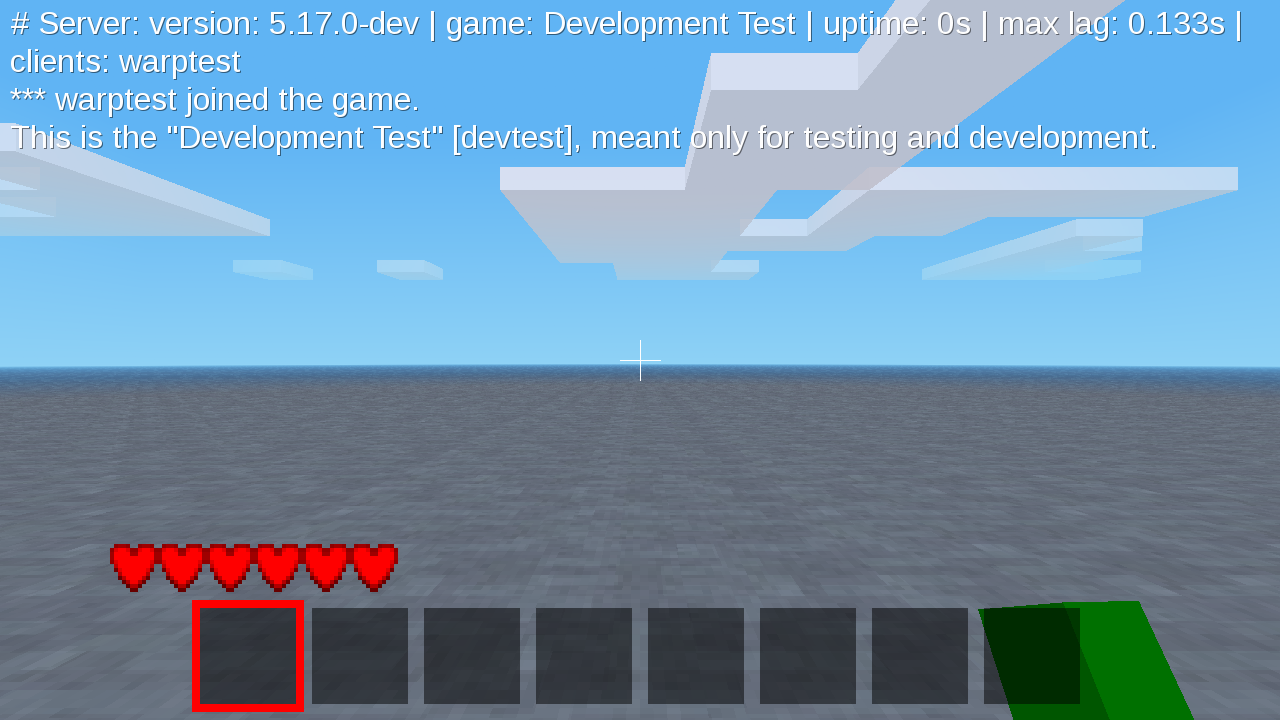 # Server: version: 5.17.0-dev | game: Development Test | uptime: 0s | max lag: 0.133s |
clients: warptest
*** warptest joined the game.
This is the "Development Test" [devtest], meant only for testing and development.